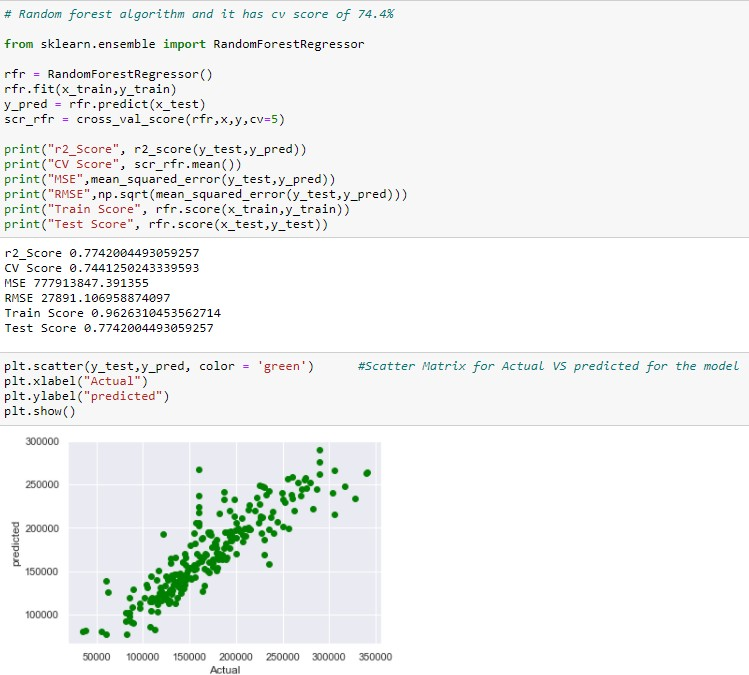 # Random forest algorithm and it has cv score of 74.4%
from sklearn.ensemble import RandomForestRegressor
rfr = RandomForestRegressor()
rfr.fit(x_train,y_train)
y_pred = rfr.predict(x_test)
scr_rfr = cross_val_score(rfr,x,y,cv=5)
print("r2_Score", r2_score(y_test,y_pred))
print("CV Score", scr_rfr.mean())
print("MSE",mean_squared_error(y_test,y_pred))
print("RMSE",np.sqrt(mean_squared_error(y_test,y_pred)))
print("Train Score", rfr.score(x_train,y_train))
print("Test Score", rfr.score(x_test,y_test))
r2_Score 0.7742004493059257
CV Score 0.7441250243339593
MSE 777913847.391355
RMSE 27891.106958874097
Train Score 0.9626310453562714
Test Score 0.7742004493059257
plt.scatter(y_test,y_pred, color = 'green') #Scatter Matrix for Actual VS predicted for the model
plt.xlabel("Actual")
plt.ylabel("predicted")
plt.show()
300000
250000
200000
150000
100000
predicted
50000 100000 150000 200000 250000 300000 350000
Actual